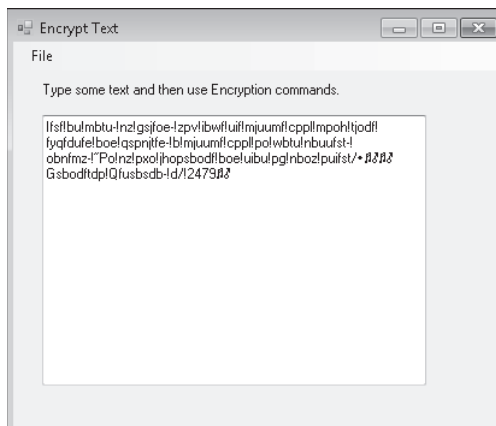 Encrypt Text
File
Type some text and then use Encryption commands.
Ifsf!bu!mbtu-!nz!gsjfoe-!zpv!ibwf!uif!mjuumf!cppl!mpoh!tjodf!
fyqfdufe!boe!qspnjtfe-!b!mjuumf!cppl!po!wbtu!nbuufst-!
obnfmz-!”Po!nz!pxo!jhopsbodf!boe!uibu!pg!nboz!puifst/•♫♂♫♂
Gsbodftdp!Qfusbsdb-!d/!2479♫♂